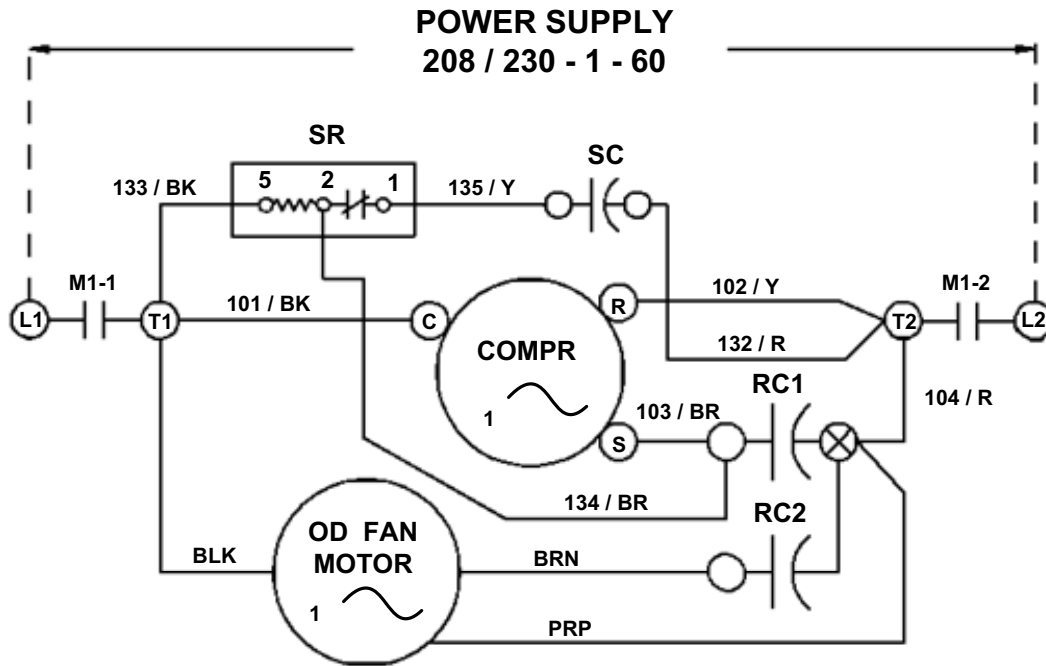 POWER SUPPLY
208 / 230 - 1 - 60
SR
SC
133 / BK
5
2
1
135 / Y
M1-1
L1
T1
101 / BK
C
R
102 / Y
T2
M1-2
L2
132 / R
COMPR
1
RC1
104 / R
103 / BR
S
134 / BR
RC2
OD FAN
MOTOR
1
BLK
BRN
PRP